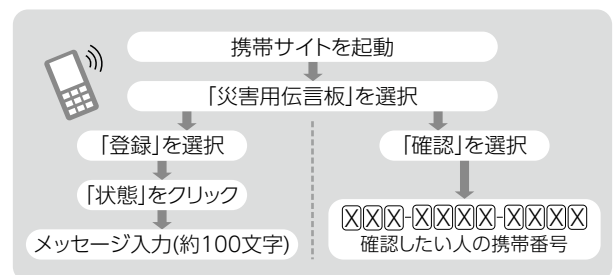 携帯サイトを起動
「災害用伝言板」を選択
「登録」を選択
「確認」を選択
「状態」をクリック
メッセージ入力(約100文字)
XXX-XXXX-XXXX
確認したい人の携帯番号